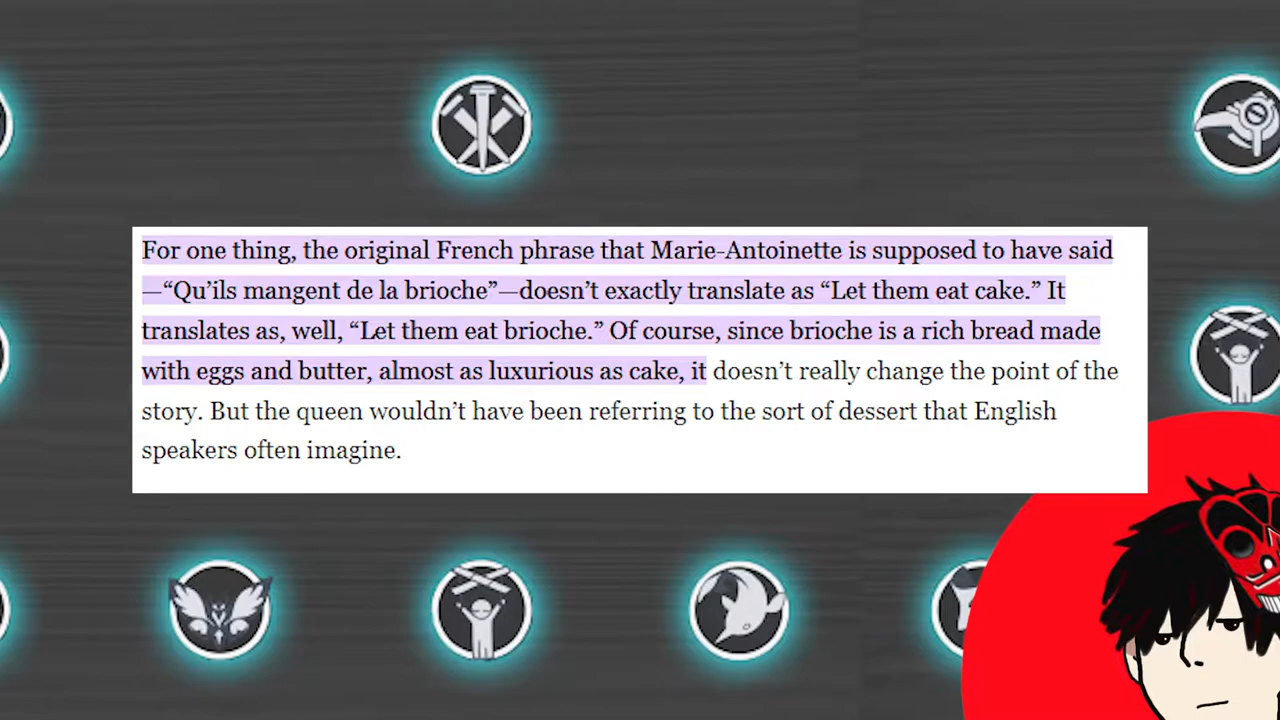 For one thing, the original French phrase that Marie-Antoinette is supposed to have said
—“Qu’ils mangent de la brioche”—doesn’t exactly translate as “Let them eat cake.” It
translates as, well, “Let them eat brioche.” Of course, since brioche is a rich bread made
with eggs and butter, almost as luxurious as cake, it doesn’t really change the point of the
story. But the queen wouldn’t have been referring to the sort of dessert that English
speakers often imagine.